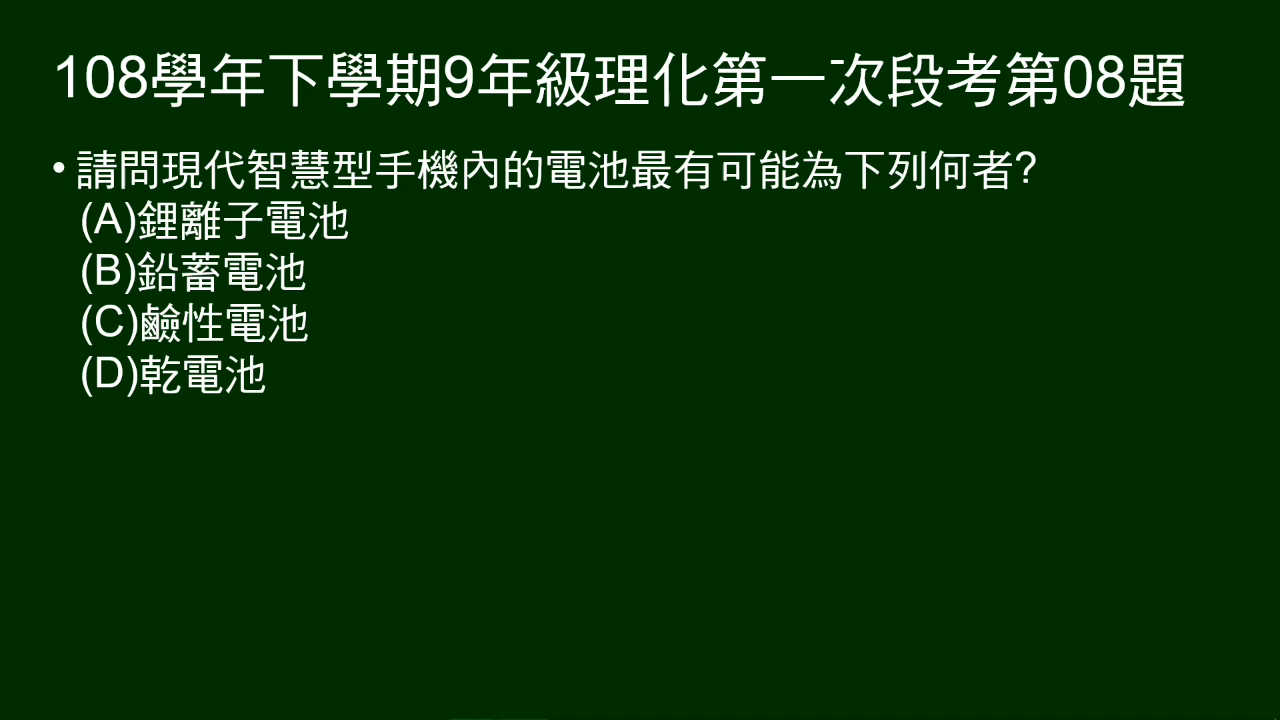 108學年下學期9年級理化第一次段考第08題
• 請問現代智慧型手機內的電池最有可能為下列何者?
(A)鋰離子電池
(B)鉛蓄電池
(C)鹼性電池
(D)乾電池